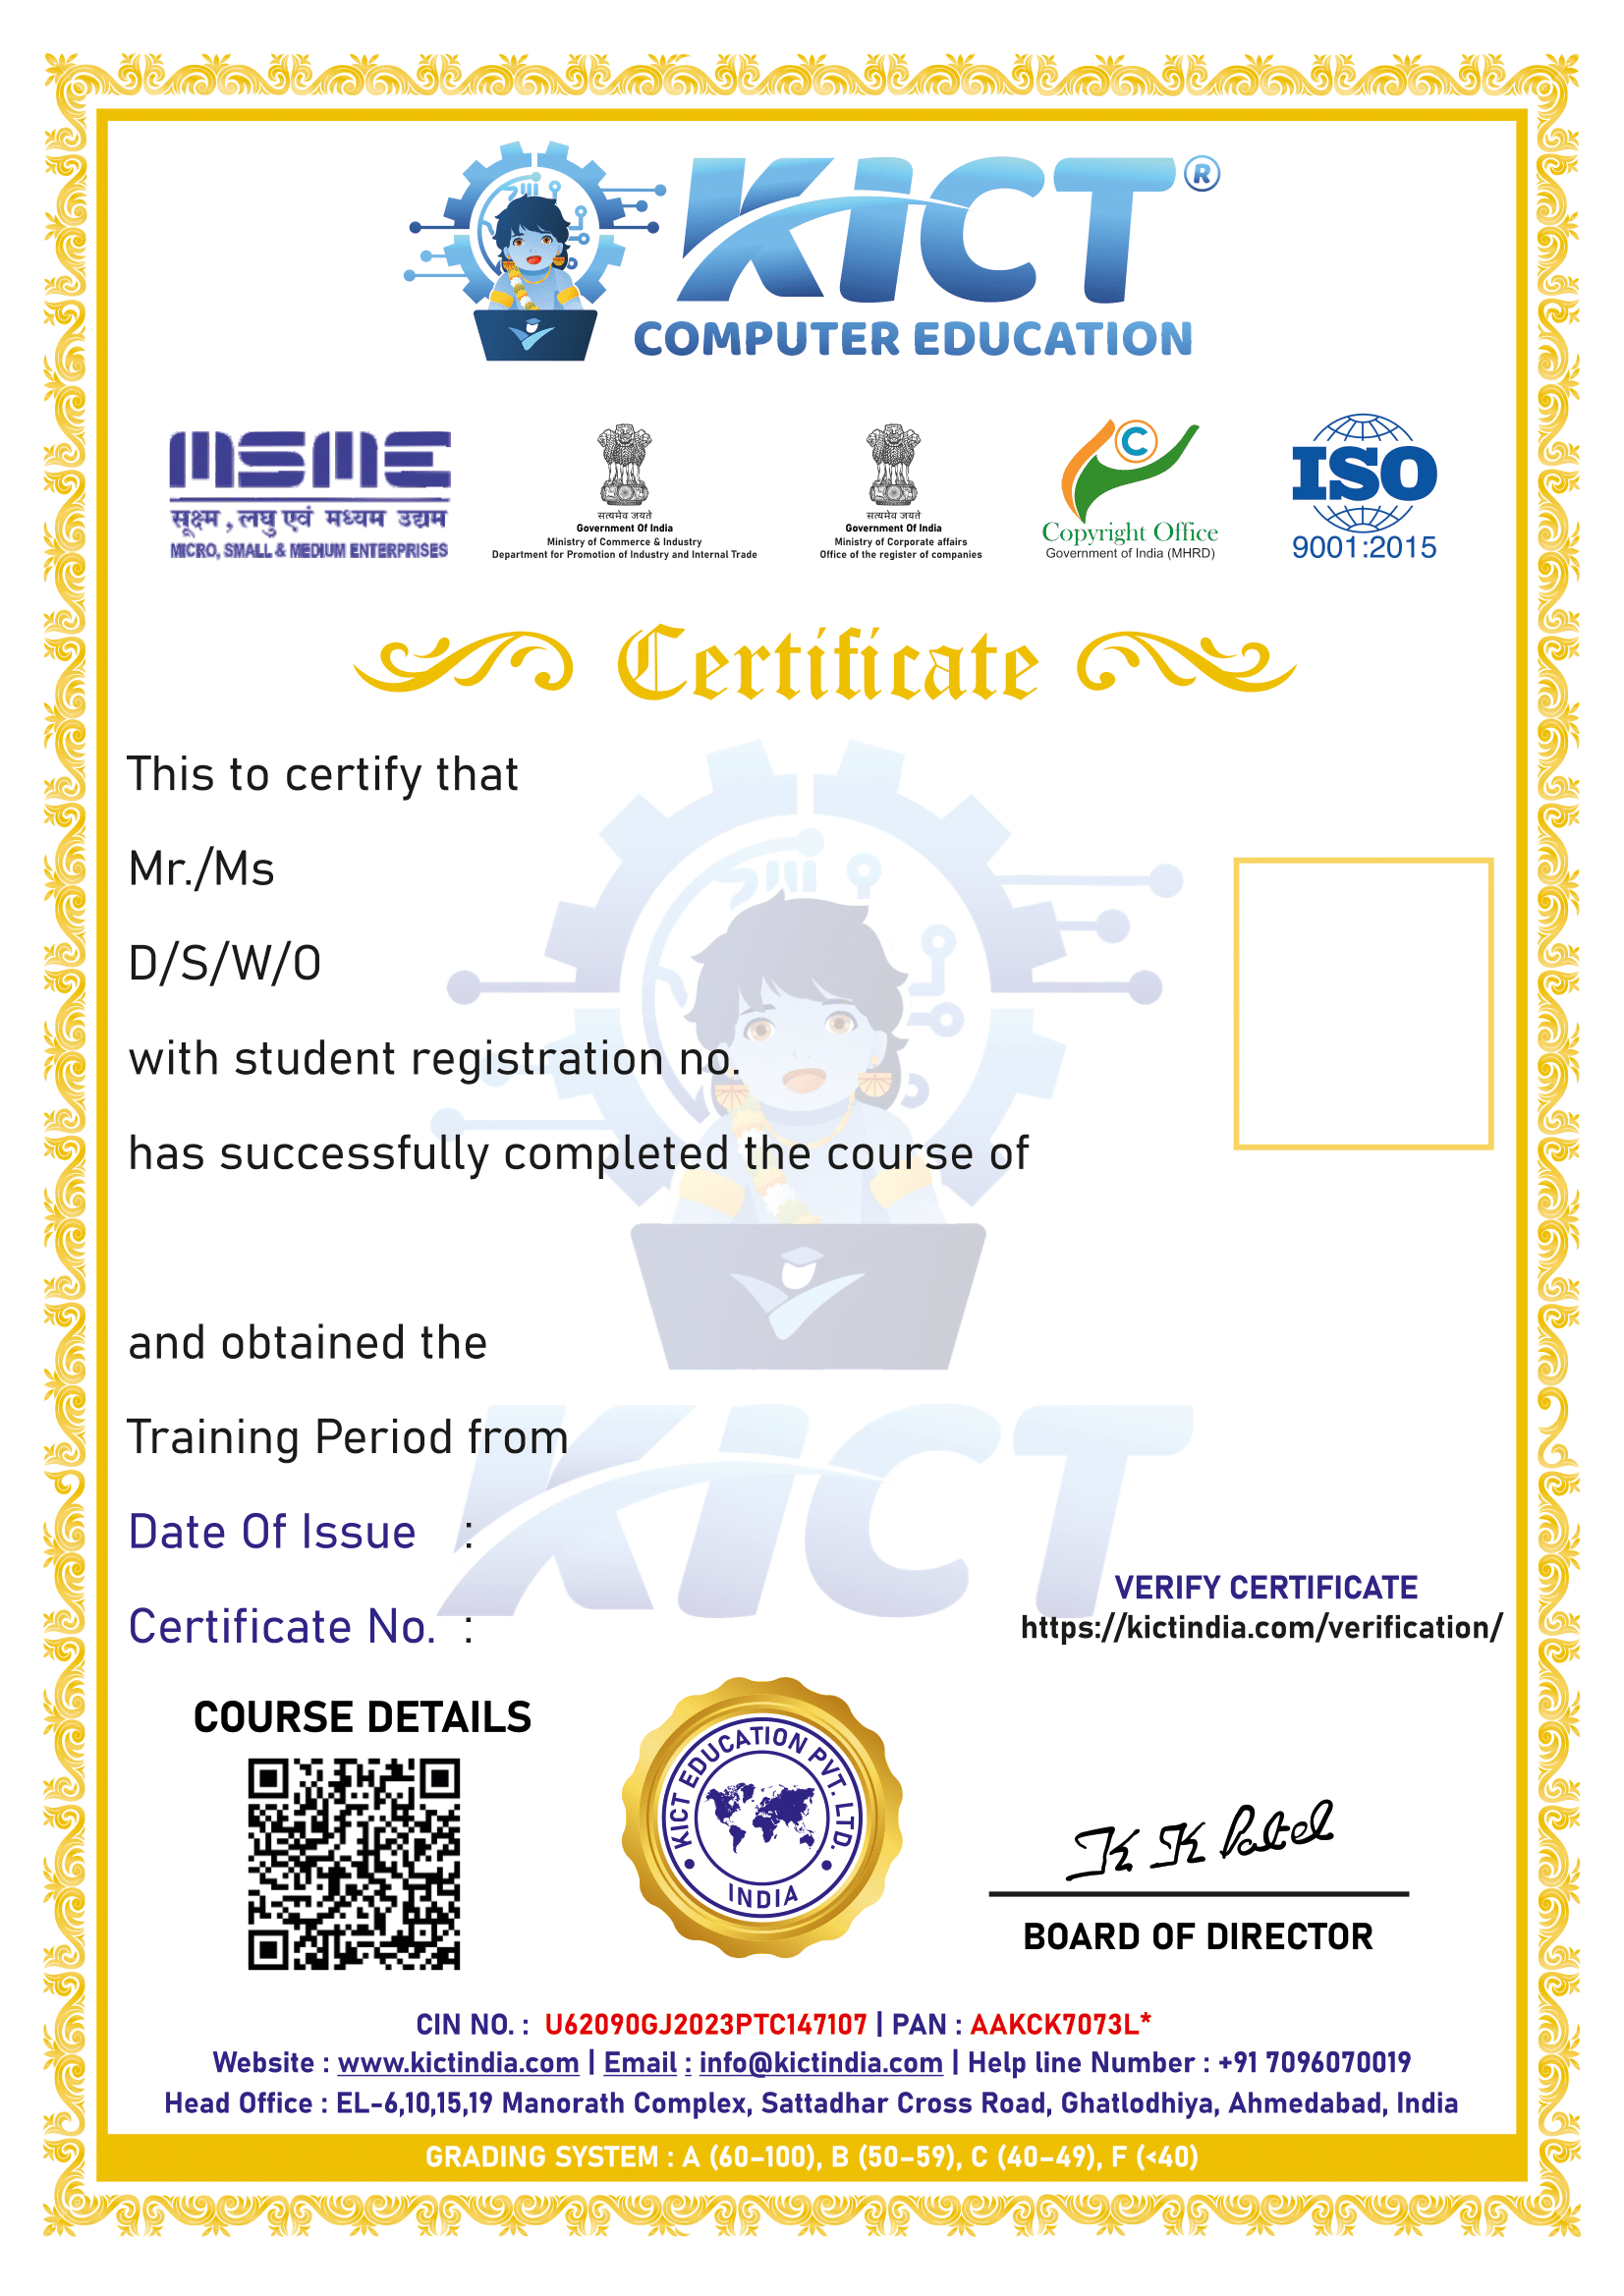 KiCT®
COMPUTER EDUCATION
MSME
सूक्ष्म, लघु एवं मध्यम उद्यम
MICRO, SMALL & MEDIUM ENTERPRISES
सत्यमेव जयते
Government Of India
Ministry of Commerce & Industry
Department for Promotion of Industry and Internal Trade
सत्यमेव जयते
Government Of India
Ministry of Corporate affairs
Office of the register of companies
C
Copyright Office
Government of India (MHRD)
ISO
9001:2015
Certificate
This to certify that
Mr./Ms
D/S/W/O
with student registration no.
has successfully completed the course of
and obtained the
Training Period from
KiCT
Date Of Issue :
Certificate No. :
VERIFY CERTIFICATE
https://kictindia.com/verification/
COURSE DETAILS
KICT EDUCATION PVT. LTD.
INDIA
K K Patel
BOARD OF DIRECTOR
CIN NO. : U62090GJ2023PTC147107 | PAN : AAKCK7073L*
Website : www.kictindia.com | Email : info@kictindia.com | Help line Number : +91 7096070019
Head Office : EL-6,10,15,19 Manorath Complex, Sattadhar Cross Road, Ghatlodhiya, Ahmedabad, India
GRADING SYSTEM : A (60-100), B (50-59), C (40-49), F (<40)